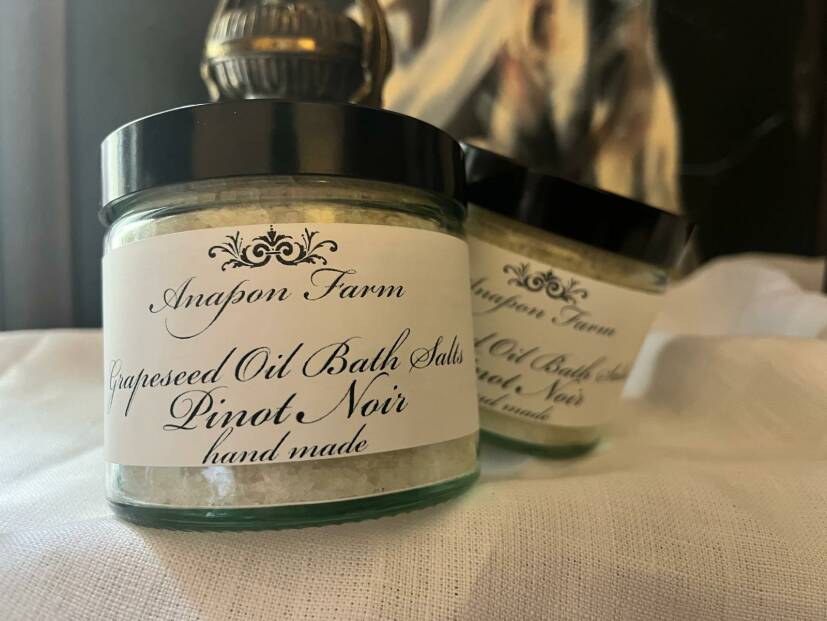 Anapon Farm
Grapeseed Oil Bath Salts
Pinot Noir
hand made
Anapon Farm
Oil Bath Salts
Pinot Noir
hand made